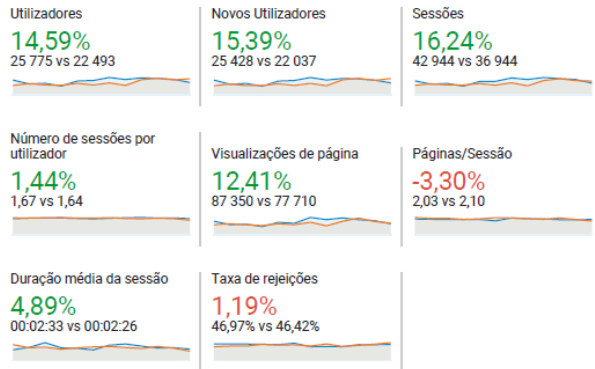 Utilizadores
14,59%
25 775 vs 22 493
Novos Utilizadores
15,39%
25 428 vs 22 037
Sessões
16,24%
42 944 vs 36 944
Número de sessões por
utilizador
1,44%
1,67 vs 1,64
Visualizações de página
12,41%
87 350 vs 77 710
Páginas/Sessão
-3,30%
2,03 vs 2,10
Duração média da sessão
4,89%
00:02:33 vs 00:02:26
Taxa de rejeições
1,19%
46,97% vs 46,42%